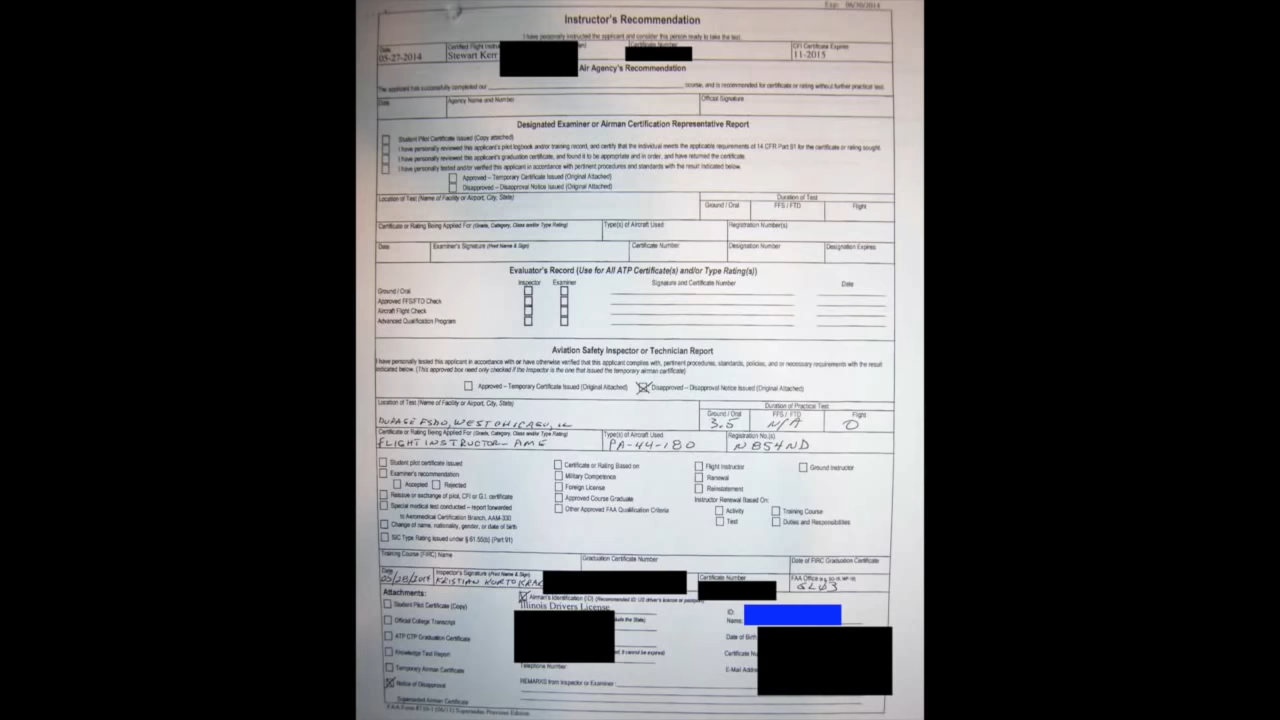 Exp: 06/30/2014
Instructor's Recommendation
I have personally instructed the applicant and consider this person ready to take the test.
Date Certified Flight Certificate Number CFI Certificate Expires
05-27-2014 Stewart Kerr 11-2015
Air Agency's Recommendation
The applicant has successfully completed our course, and is recommended for certificate or rating without further practical test.
Date Agency Name and Number Official Signature
Designated Examiner or Airman Certification Representative Report
Student Pilot Certificate Issued (Copy attached)
I have personally reviewed this applicant's pilot logbook and/or training record, and certify that the individual meets the applicable requirements of 14 CFR Part 61 for the certificate or rating sought.
I have personally reviewed this applicant's graduation certificate, and found it to be appropriate and in order, and have returned the certificate.
I have personally tested and/or verified this applicant in accordance with pertinent procedures and standards with the result indicated below.
Approved – Temporary Certificate Issued (Original Attached)
Disapproved – Disapproval Notice Issued (Original Attached)
Location of Test (Name of Facility or Airport, City, State) Duration of Test
Ground / Oral FFS / FTD Flight
Certificate or Rating Being Applied For (Grade, Category, Class and/or Type Rating) Type(s) of Aircraft Used Registration Number(s)
Date Examiner's Signature (Print Name & Sign) Certificate Number Designation Number Designation Expires
Evaluator's Record (Use for All ATP Certificate(s) and/or Type Rating(s))
Inspector Examiner Signature and Certificate Number Date
Ground / Oral
Approved FFS/FTD Check
Aircraft Flight Check
Advanced Qualification Program
Aviation Safety Inspector or Technician Report
I have personally tested this applicant in accordance with or have otherwise verified that this applicant complies with, pertinent procedures, standards, policies, and or necessary requirements with the result
indicated below. (This approved box need only checked if the Inspector is the one that issued the temporary airman certificate)
Approved – Temporary Certificate Issued (Original Attached) Disapproved – Disapproval Notice Issued (Original Attached)
Location of Test (Name of Facility or Airport, City, State) Duration of Practical Test
Ground / Oral FFS / FTD Flight
DUPAGE FSDO, WEST CHICAGO, IL 3.5 N/A 0
Certificate or Rating Being Applied For (Grade, Category, Class and/or Type Rating) Type(s) of Aircraft Used Registration No.(s)
FLIGHT INSTRUCTOR - AME PA-44-180 N854ND
Student pilot certificate issued Certificate or Rating Based on Flight Instructor Ground Instructor
Examiner's recommendation Military Competence Renewal
Accepted Rejected Foreign License Reinstatement
Reissue or exchange of pilot, CFI or G.I. certificate Approved Course Graduate Instructor Renewal Based On:
Special medical test conducted – report forwarded Other Approved FAA Qualification Criteria Activity Training Course
to Aeromedical Certification Branch, AAM-330
Change of name, nationality, gender, or date of birth Test Duties and Responsibilities
SIC Type Rating Issued under § 61.55(b) (Part 91)
Training Course (FIRC) Name Graduation Certificate Number Date of FIRC Graduation Certificate
Date Inspector's Signature (Print Name & Sign) Certificate Number FAA Office
05/28/2014 KRISTIAN GL03
Attachments: Airman's Identification (ID) (Recommended ID: US driver's license or passport)
Student Pilot Certificate (Copy) Illinois Drivers License ID:
Official College Transcript Name:
ATP CTP Graduation Certificate Date of Birth
Knowledge Test Report Certificate
Temporary Airman Certificate Telephone Number E-Mail
Notice of Disapproval REMARKS from Inspector or Examiner:
Superseded Airman Certificate
FAA Form 8710-1 Supersedes Previous Edition